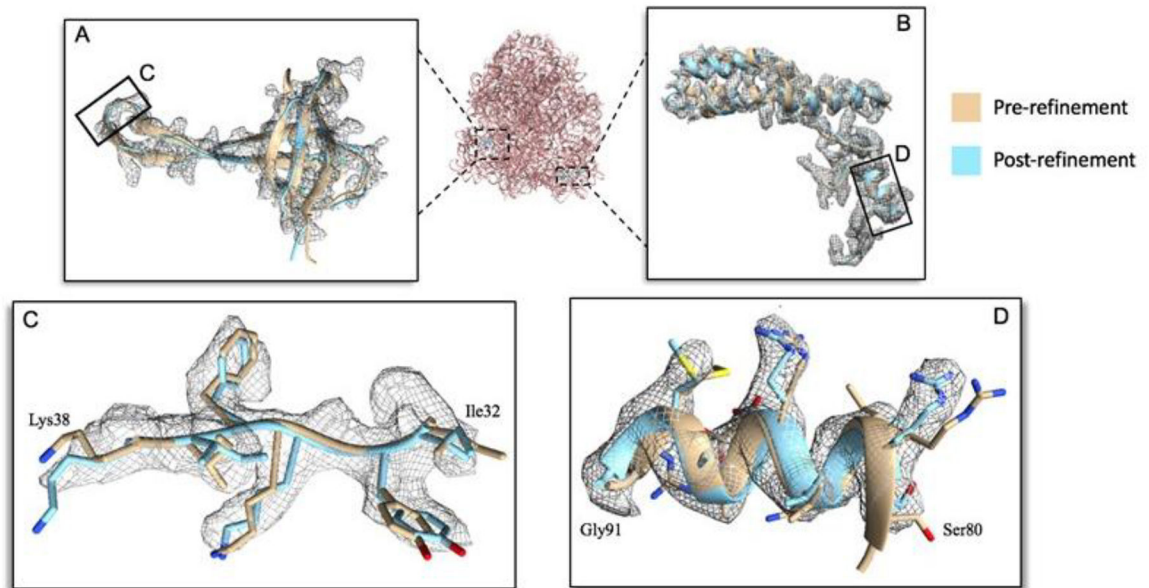 A
C
B
D
Pre-refinement
Post-refinement
C
Lys38
Ile32
D
Gly91
Ser80